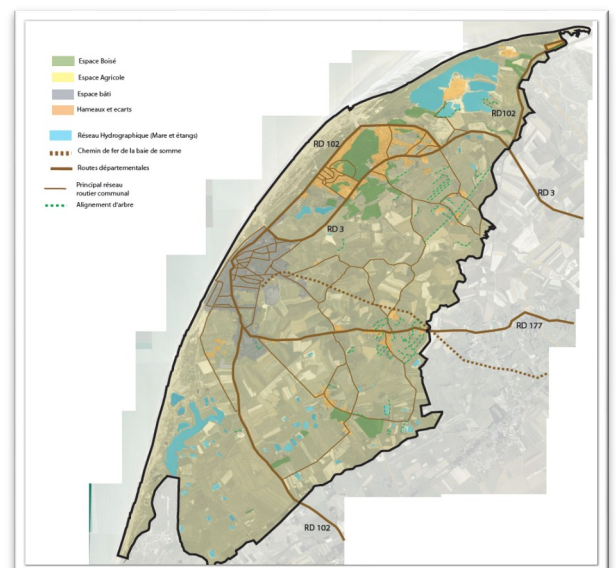 Espace Boisé
Espace Agricole
Espace bâti
Hameaux et ecarts
Réseau Hydrographique (Mare et étangs)
Chemin de fer de la baie de somme
Routes départementales
Principal réseau
routier communal
Alignement d'arbre
RD102
RD 102
RD 3
RD 3
RD 177
RD 102